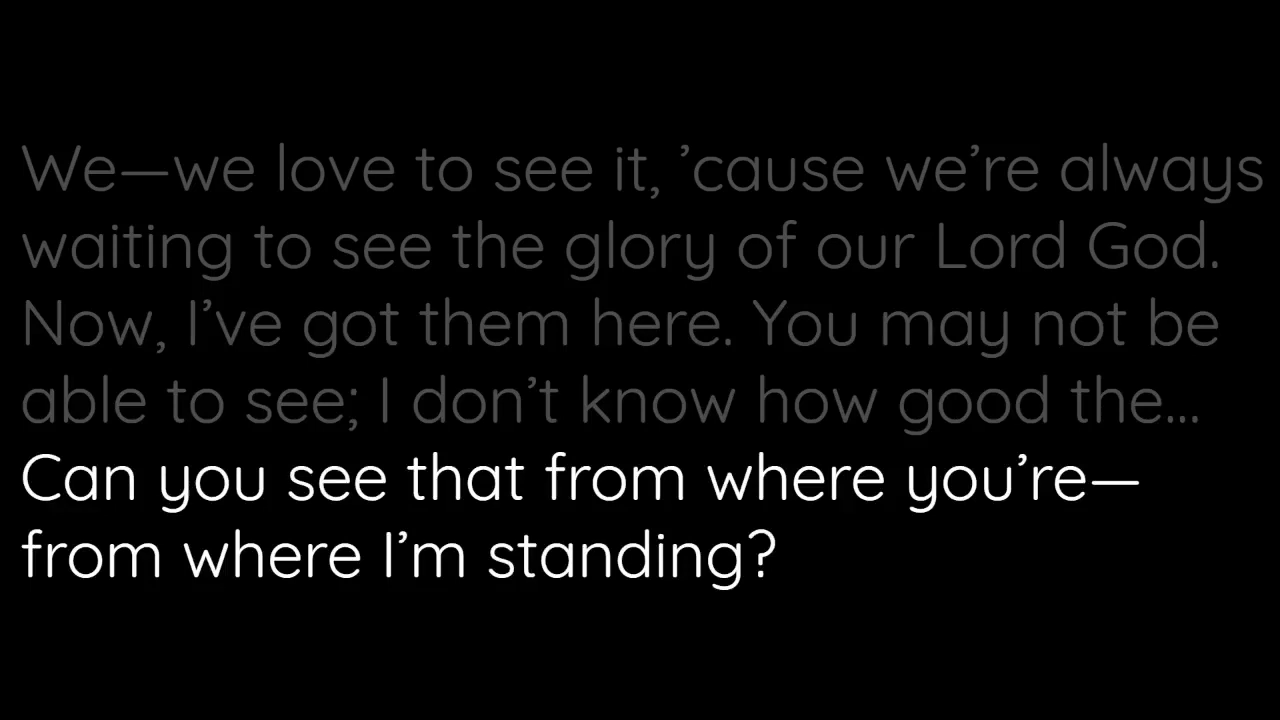 We—we love to see it, ’cause we’re always
waiting to see the glory of our Lord God.
Now, I’ve got them here. You may not be
able to see; I don’t know how good the...
Can you see that from where you’re—
from where I’m standing?